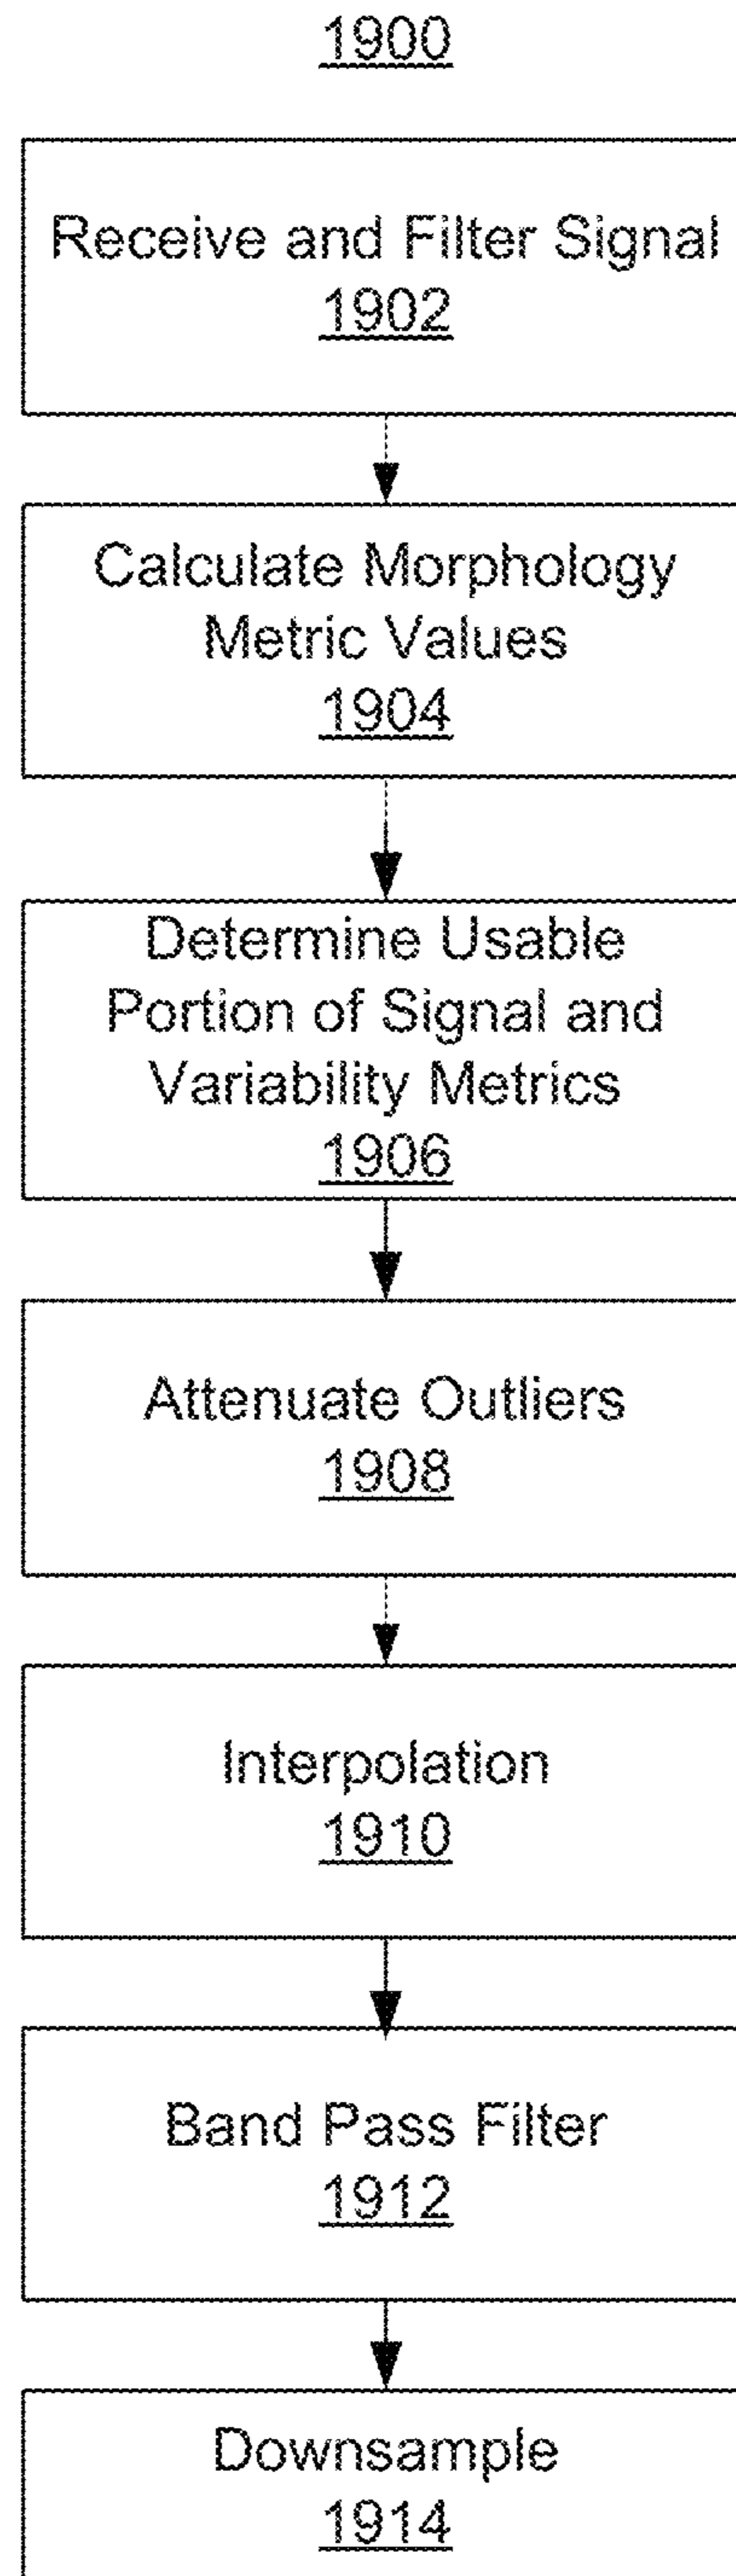 1900
Receive and Filter Signal
1902
Calculate Morphology
Metric Values
1904
Determine Usable
Portion of Signal and
Variability Metrics
1906
Attenuate Outliers
1908
Interpolation
1910
Band Pass Filter
1912
Downsample
1914